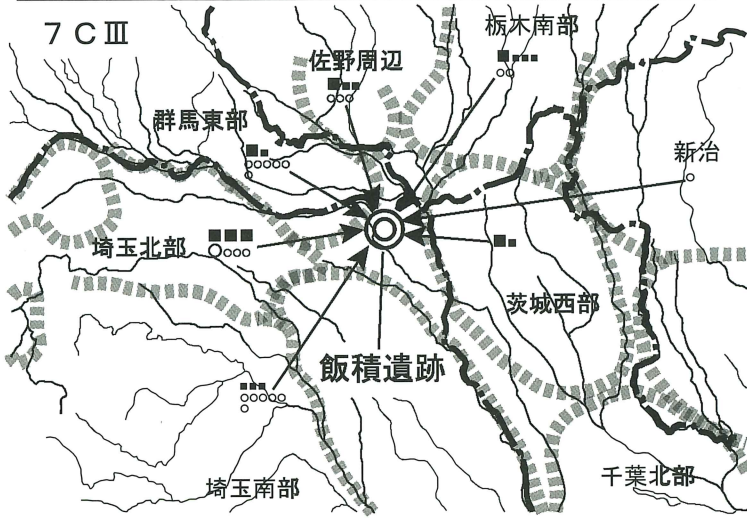 7CⅢ
栃木南部
佐野周辺
群馬東部
新治
埼玉北部
茨城西部
飯積遺跡
埼玉南部
千葉北部